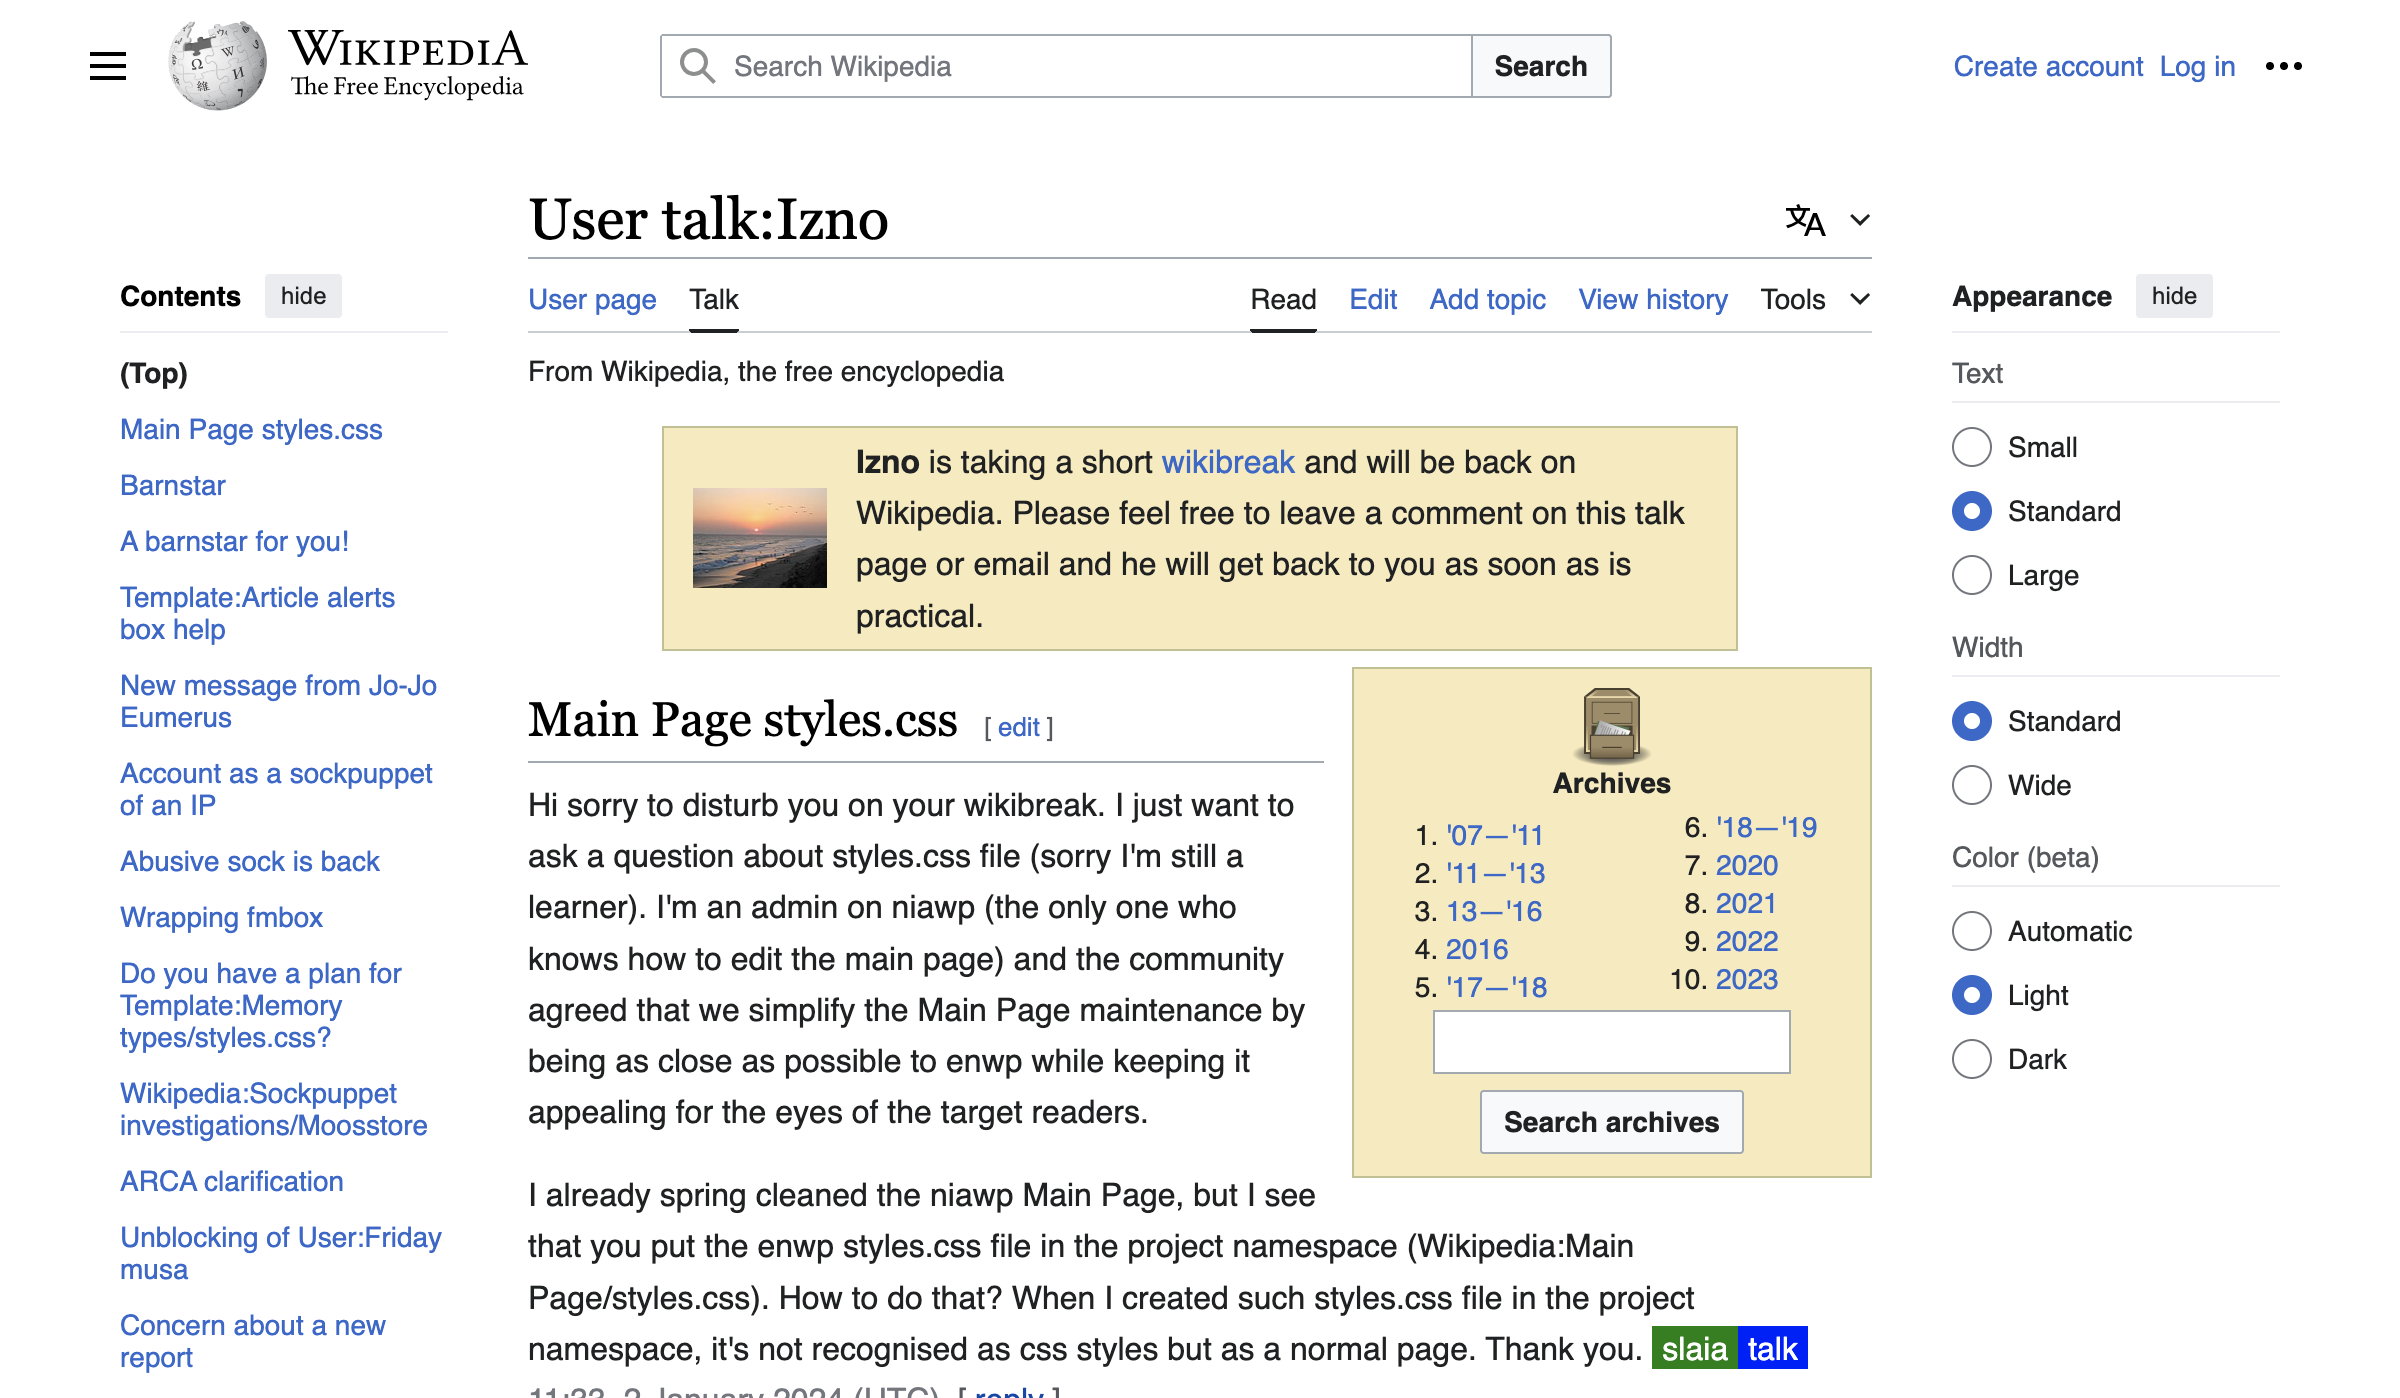 WIKIPEDIA
The Free Encyclopedia
Search Wikipedia
Search
Create account
Log in
User talk:Izno
Contents
hide
(Top)
Main Page styles.css
Barnstar
A barnstar for you!
Template:Article alerts
box help
New message from Jo-Jo
Eumerus
Account as a sockpuppet
of an IP
Abusive sock is back
Wrapping fmbox
Do you have a plan for
Template:Memory
types/styles.css?
Wikipedia:Sockpuppet
investigations/Moosstore
ARCA clarification
Unblocking of User:Friday
musa
Concern about a new
report
User page
Talk
Read
Edit
Add topic
View history
Tools
From Wikipedia, the free encyclopedia
Izno is taking a short wikibreak and will be back on
Wikipedia. Please feel free to leave a comment on this talk
page or email and he will get back to you as soon as is
practical.
Main Page styles.css [ edit ]
Hi sorry to disturb you on your wikibreak. I just want to
ask a question about styles.css file (sorry I'm still a
learner). I'm an admin on niawp (the only one who
knows how to edit the main page) and the community
agreed that we simplify the Main Page maintenance by
being as close as possible to enwp while keeping it
appealing for the eyes of the target readers.
I already spring cleaned the niawp Main Page, but I see
that you put the enwp styles.css file in the project namespace (Wikipedia:Main
Page/styles.css). How to do that? When I created such styles.css file in the project
namespace, it's not recognised as css styles but as a normal page. Thank you. slaia talk
11:33, 2 January 2024 (UTC) [ reply ]
Archives
1. '07—'11
2. '11—'13
3. 13—'16
4. 2016
5. '17—'18
6. '18—'19
7. 2020
8. 2021
9. 2022
10. 2023
Search archives
Appearance
hide
Text
Small
Standard
Large
Width
Standard
Wide
Color (beta)
Automatic
Light
Dark